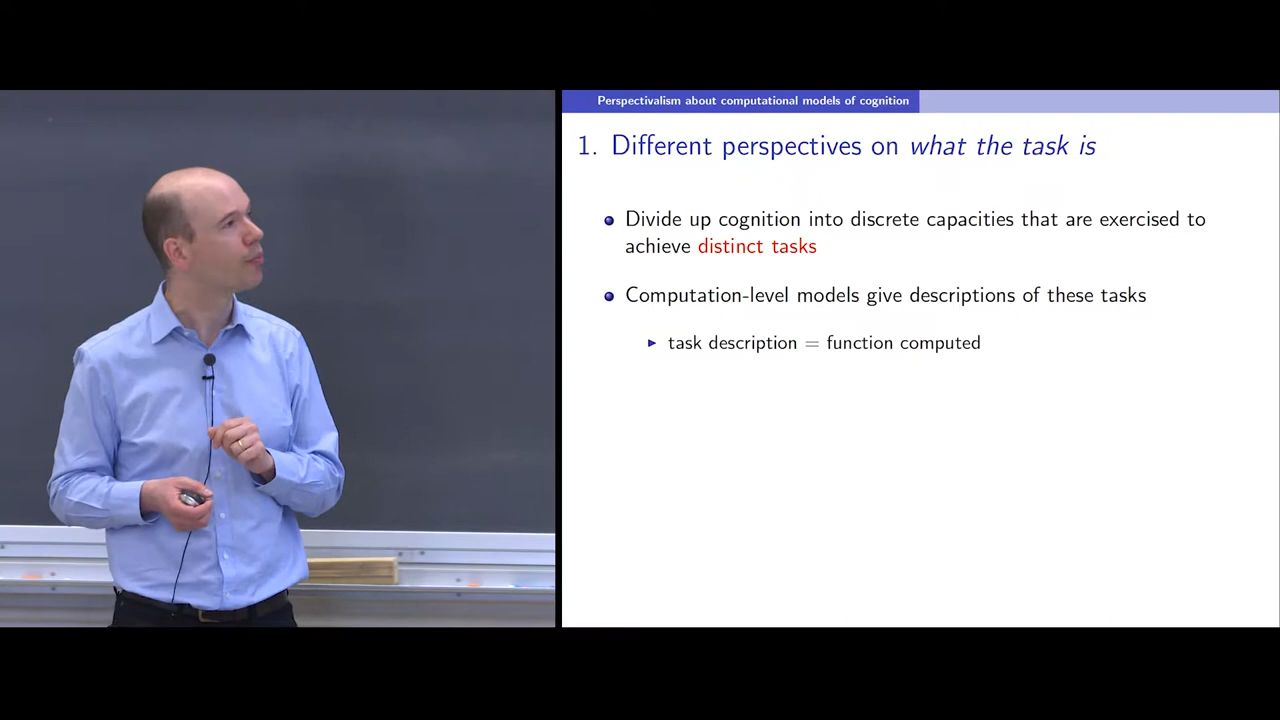 Perspectivalism about computational models of cognition
1. Different perspectives on what the task is
Divide up cognition into discrete capacities that are exercised to
achieve distinct tasks
Computation-level models give descriptions of these tasks
task description = function computed